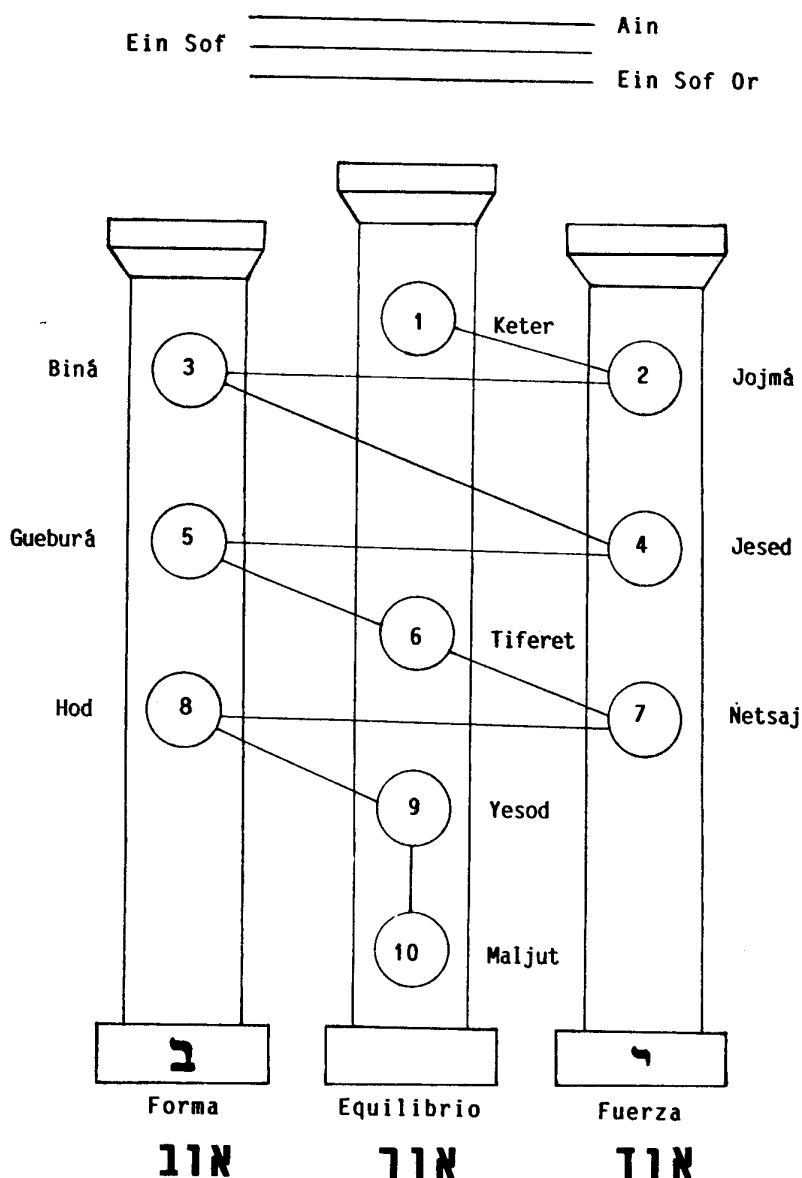 Ain
Ein Sof
Ein Sof Or
1 Keter
Biná 3 2 Jojmá
Gueburá 5 4 Jesed
6 Tiferet
Hod 8 7 Netsaj
9 Yesod
10 Maljut
ב י
Forma Equilibrio Fuerza
אוב אור אוד